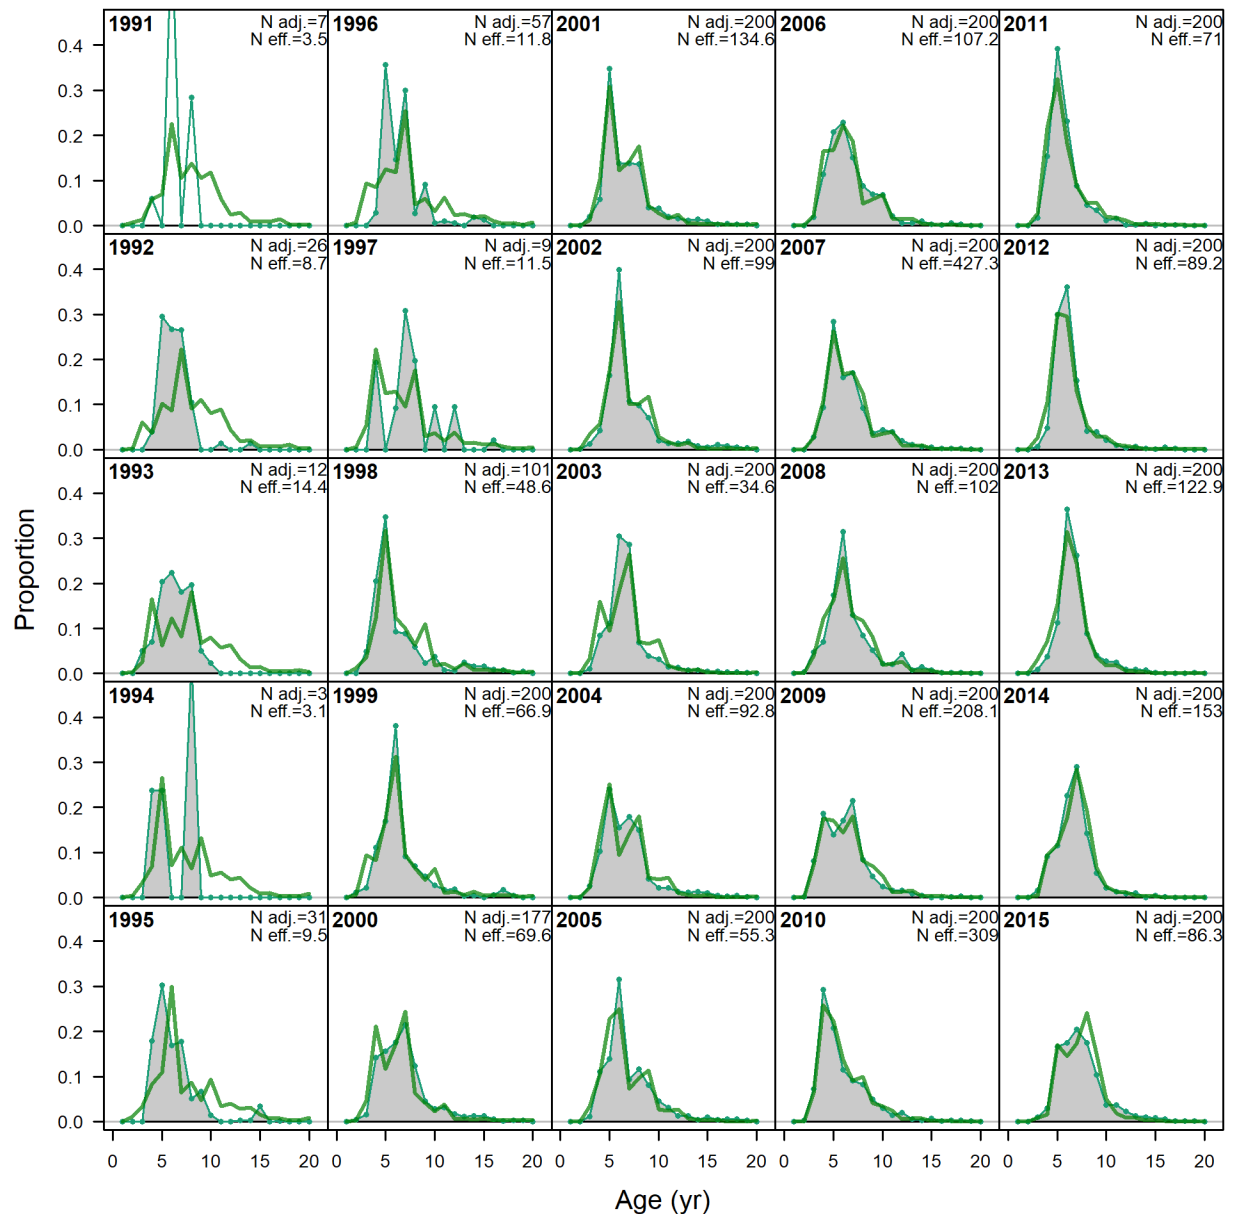 1991 N adj.=7 1996 N adj.=57 2001 N adj.=200 2006 N adj.=200 2011 N adj.=200
N eff.=3.5 N eff.=11.8 N eff.=134.6 N eff.=107.2 N eff.=71
0.4
0.3
0.2
0.1
0.0
1992 N adj.=26 1997 N adj.=9 2002 N adj.=200 2007 N adj.=200 2012 N adj.=200
N eff.=8.7 N eff.=11.5 N eff.=99 N eff.=427.3 N eff.=89.2
0.4
0.3
0.2
0.1
0.0
1993 N adj.=12 1998 N adj.=101 2003 N adj.=200 2008 N adj.=200 2013 N adj.=200
N eff.=14.4 N eff.=48.6 N eff.=34.6 N eff.=102 N eff.=122.9
0.4
0.3
0.2
0.1
0.0
Proportion
1994 N adj.=3 1999 N adj.=200 2004 N adj.=200 2009 N adj.=200 2014 N adj.=200
N eff.=3.1 N eff.=66.9 N eff.=92.8 N eff.=208.1 N eff.=153
0.4
0.3
0.2
0.1
0.0
1995 N adj.=31 2000 N adj.=177 2005 N adj.=200 2010 N adj.=200 2015 N adj.=200
N eff.=9.5 N eff.=69.6 N eff.=55.3 N eff.=309 N eff.=86.3
0.4
0.3
0.2
0.1
0.0
0 5 10 15 20 0 5 10 15 20 0 5 10 15 20 0 5 10 15 20 0 5 10 15 20
Age (yr)